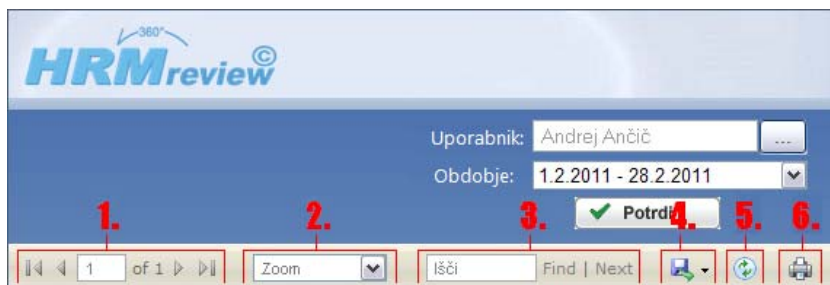 360°
HRMreview©
Uporabnik: Andrej Ančič ...
Obdobje: 1.2.2011 - 28.2.2011
Potrdi
1. 2. 3. 4. 5. 6.
1 of 1 Zoom Išči Find | Next